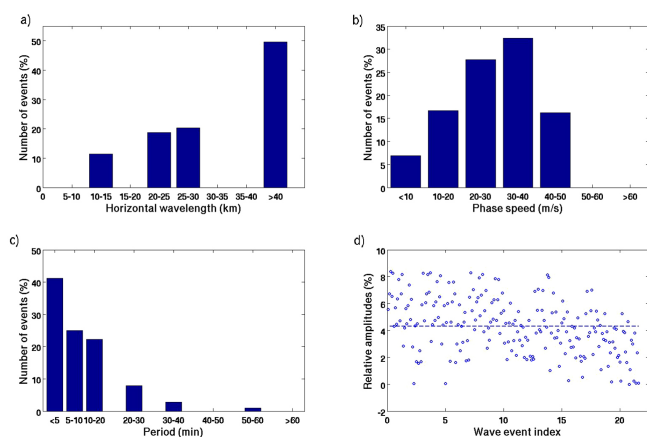 a)
50
40
30
20
10
0
Number of events (%)
0 5-10 10-15 15-20 20-25 25-30 30-35 35-40 >40
Horizontal wavelength (km)
b)
35
30
25
20
15
10
5
0
Number of events (%)
<10 10-20 20-30 30-40 40-50 50-60 >60
Phase speed (m/s)
c)
50
40
30
20
10
0
Number of events (%)
<5 5-10 10-20 20-30 30-40 40-50 50-60 >60
Period (min)
d)
10
8
6
4
2
0
-2
Relative amplitudes (%)
0 5 10 15 20
Wave event index